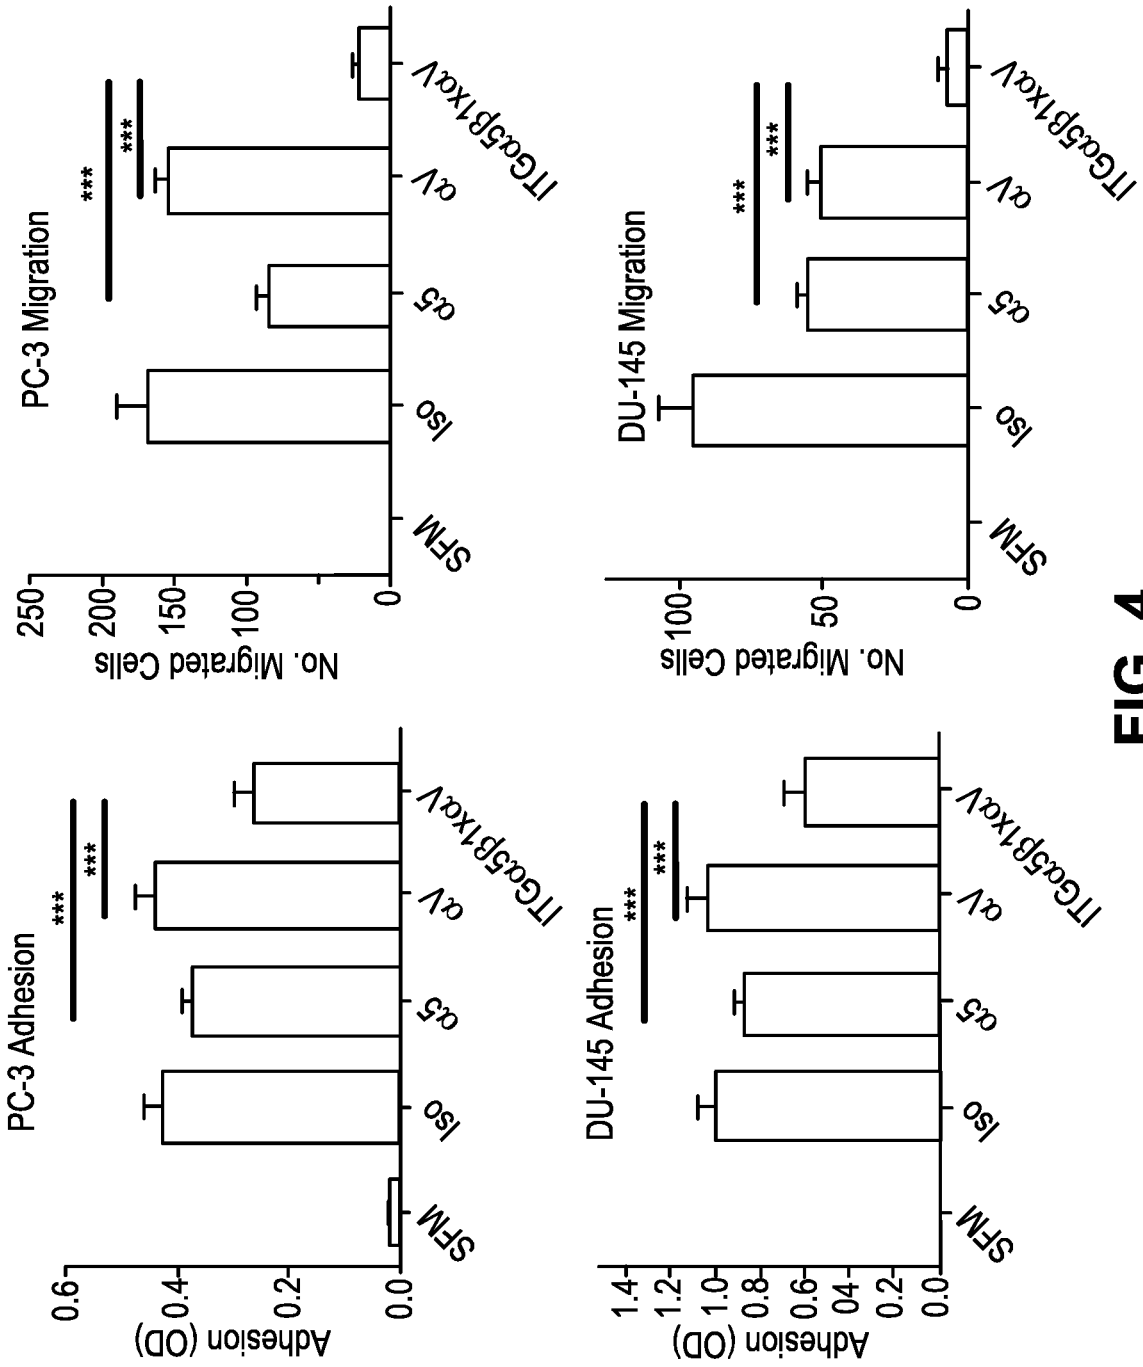 PC-3 Adhesion
Adhesion (OD)
0.6
0.4
0.2
0.0
***
***
SFM
Iso
α5
αV
ITGα5β1xαV
PC-3 Migration
No. Migrated Cells
250
200
150
100
0
***
***
SFM
Iso
α5
αV
ITGα5β1xαV
DU-145 Adhesion
Adhesion (OD)
1.4
1.2
1.0
0.8
04
0.2
0.0
***
***
SFM
Iso
α5
αV
ITGα5β1xαV
DU-145 Migration
No. Migrated Cells
100
50
0
***
***
SFM
Iso
α5
αV
ITGα5β1xαV
FIG. 4